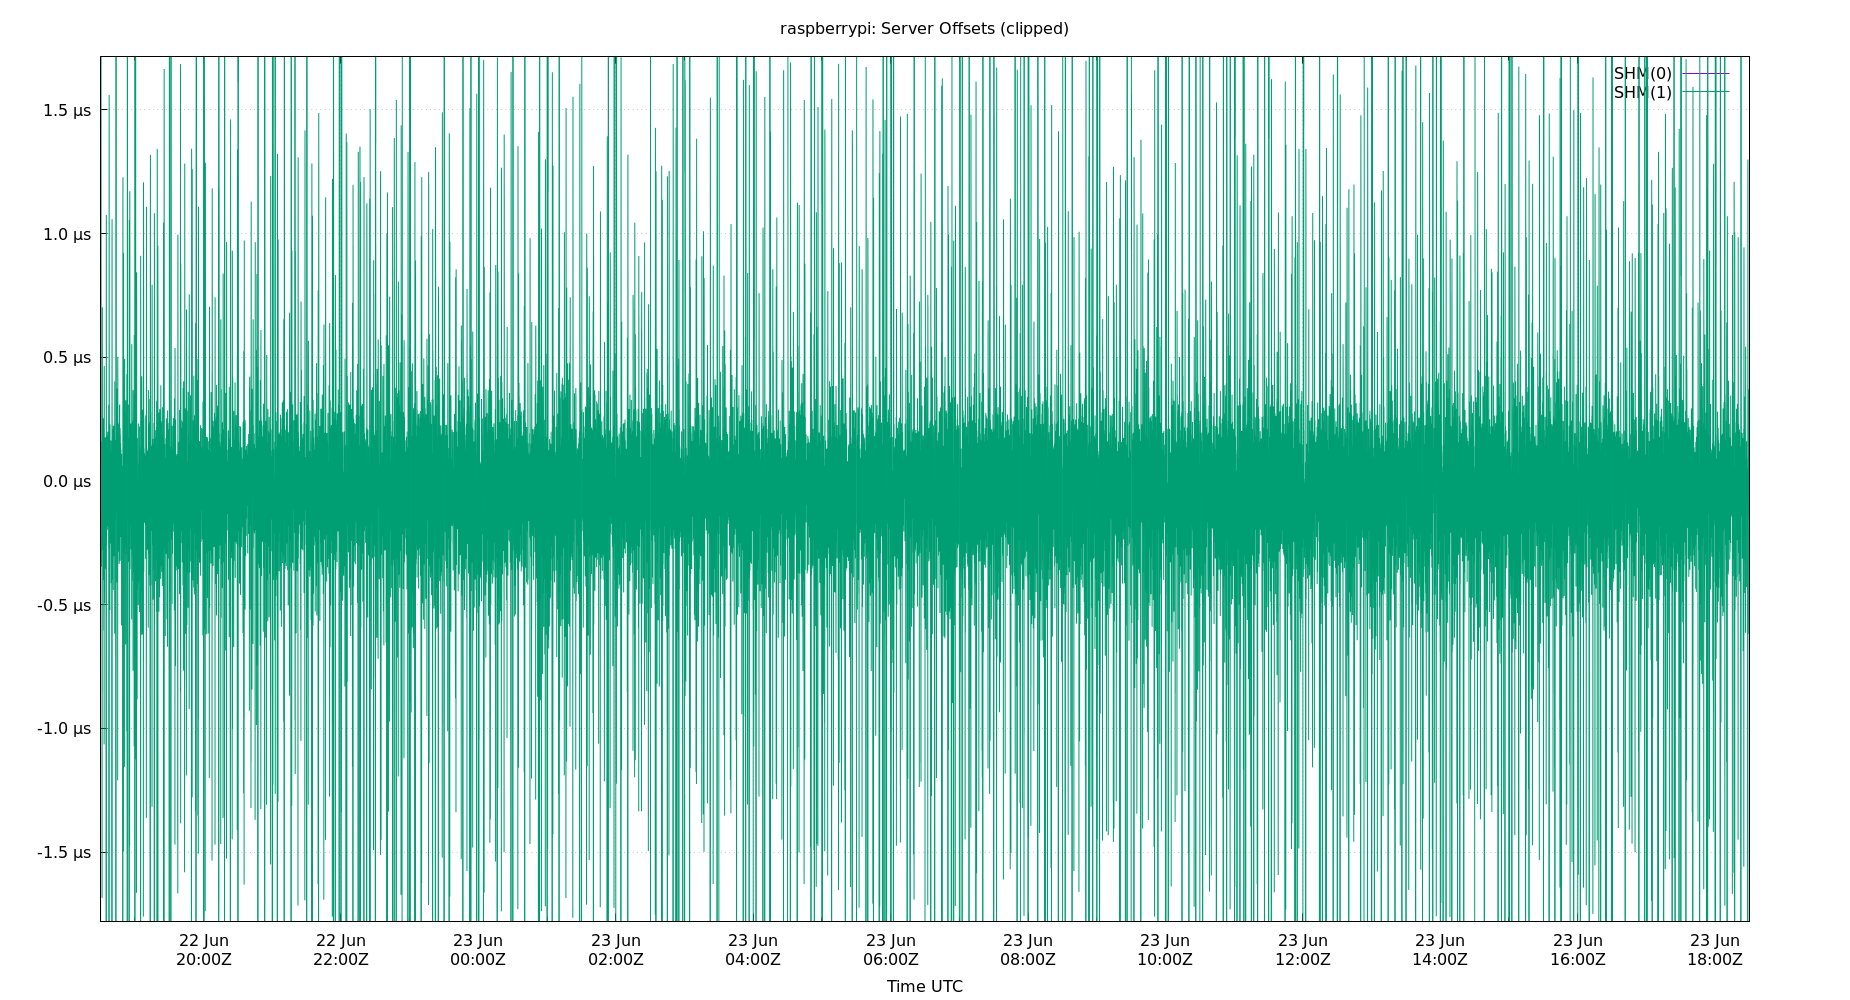 raspberrypi: Server Offsets (clipped)
SHM(0)
SHM(1)
1.5 µs
1.0 µs
0.5 µs
0.0 µs
-0.5 µs
-1.0 µs
-1.5 µs
22 Jun 22 Jun 23 Jun 23 Jun 23 Jun 23 Jun 23 Jun 23 Jun 23 Jun 23 Jun 23 Jun 23 Jun
20:00Z 22:00Z 00:00Z 02:00Z 04:00Z 06:00Z 08:00Z 10:00Z 12:00Z 14:00Z 16:00Z 18:00Z
Time UTC